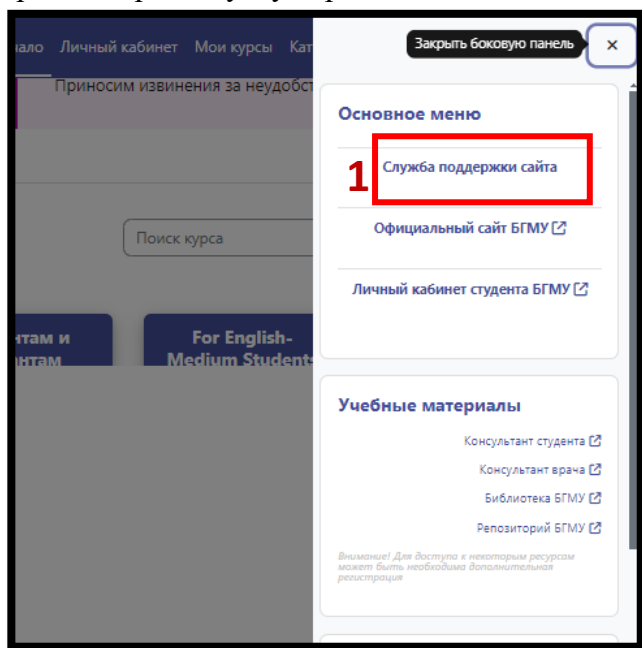 Личный кабинет Мои курсы
Закрыть боковую панель
Приносим извинения за
Основное меню
1
Служба поддержки сайта
Поиск курса
Официальный сайт БГМУ
Личный кабинет студента БГМУ
For English-
Medium Students
Учебные материалы
Консультант студента
Консультант врача
Библиотека БГМУ
Репозиторий БГМУ
Внимание! Для доступа к некоторым ресурсам
может быть необходима дополнительная
регистрация